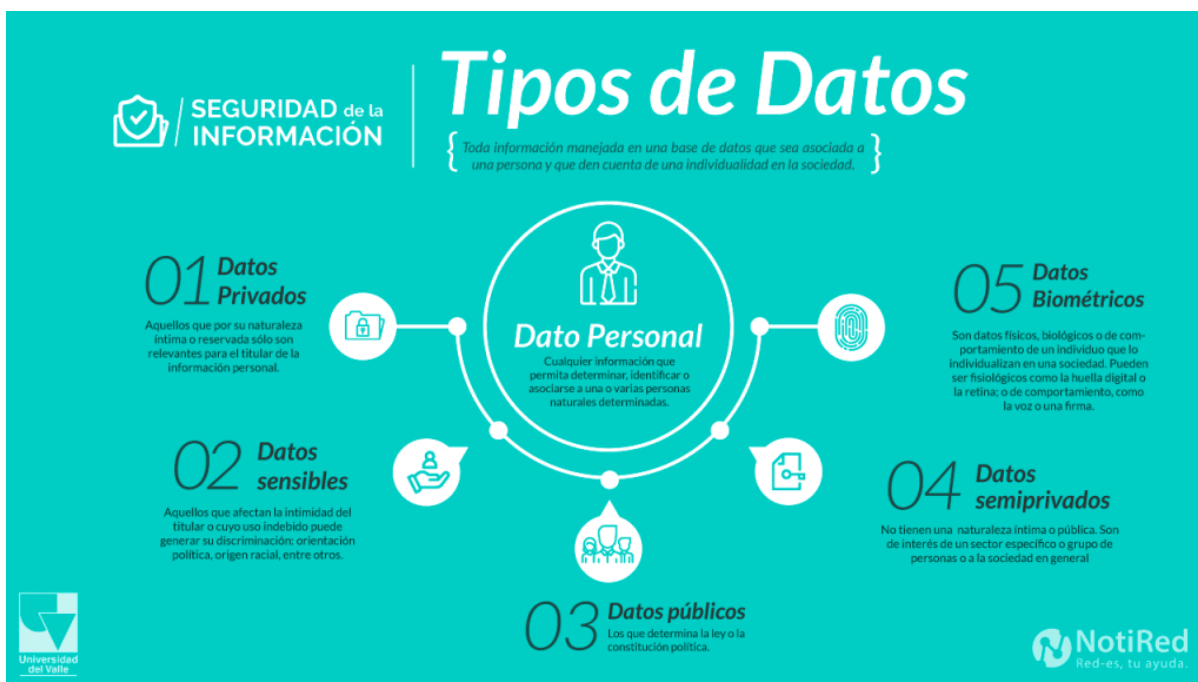 SEGURIDAD de la
INFORMACIÓN
Tipos de Datos
{ Toda información manejada en una base de datos que sea asociada a
una persona y que den cuenta de una individualidad en la sociedad. }
01 Datos
Privados
Aquellos que por su naturaleza
íntima o reservada sólo son
relevantes para el titular de la
información personal.
Dato Personal
Cualquier información que
permita determinar, identificar o
asociarse a una o varias personas
naturales determinadas.
05 Datos
Biométricos
Son datos físicos, biológicos o de com-
portamiento de un individuo que lo
individualizan en una sociedad. Pueden
ser fisiológicos como la huella digital o
la retina; o de comportamiento, como
la voz o una firma.
02 Datos
sensibles
Aquellos que afectan la intimidad del
titular o cuyo uso indebido puede
generar su discriminación: orientación
política, origen racial, entre otros.
04 Datos
semiprivados
No tienen una naturaleza íntima o pública. Son
de interés de un sector específico o grupo de
personas o a la sociedad en general
03 Datos públicos
Los que determina la ley o la
constitución política.
Universidad
del Valle
NotiRed
Red-es, tu ayuda.